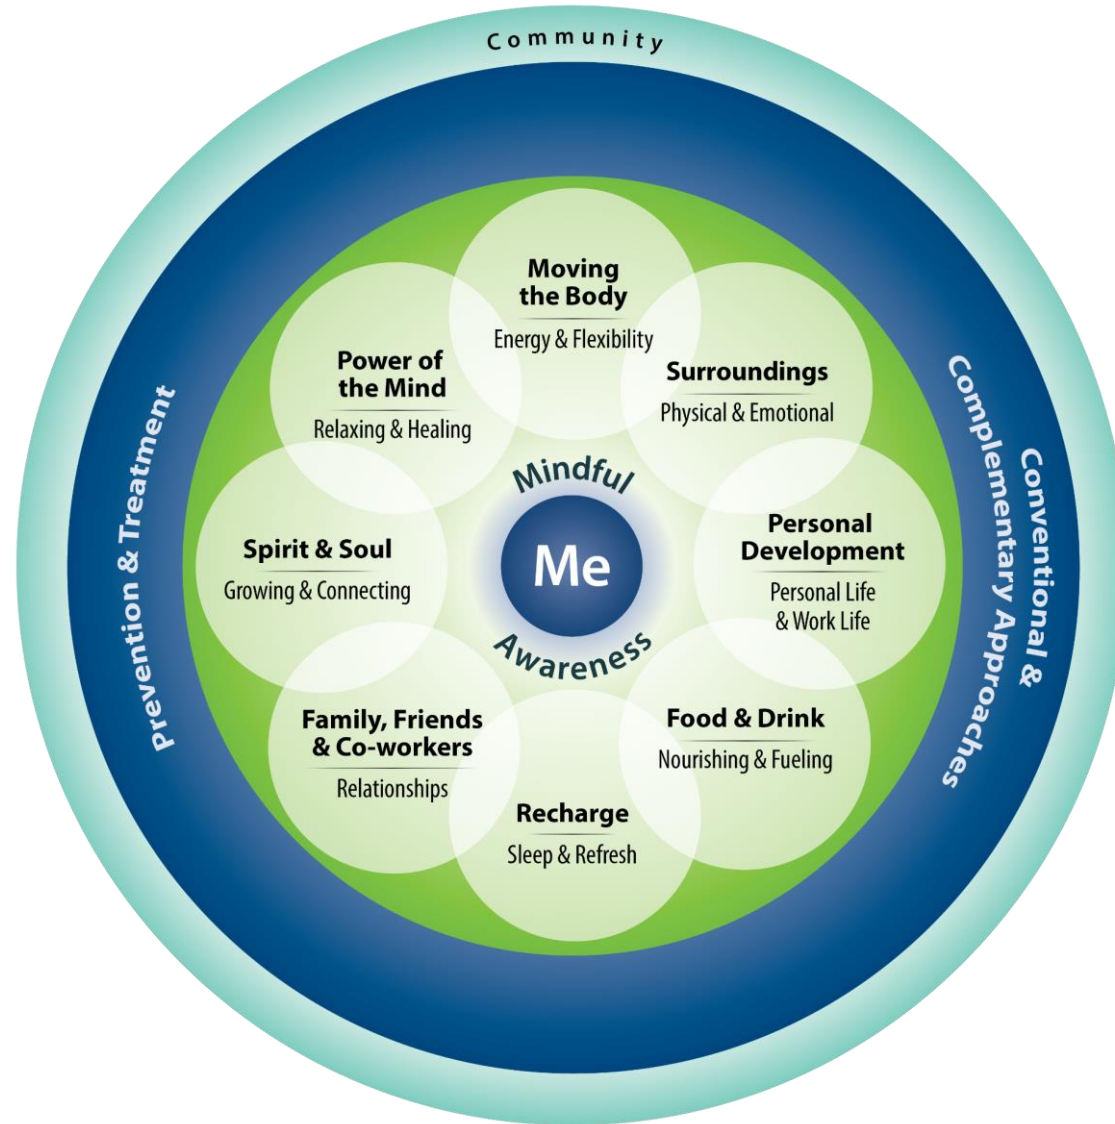 Community
Moving
the Body
Energy & Flexibility
Surroundings
Physical & Emotional
Personal
Development
Personal Life
& Work Life
Food & Drink
Nourishing & Fueling
Recharge
Sleep & Refresh
Family, Friends
& Co-workers
Relationships
Spirit & Soul
Growing & Connecting
Power of
the Mind
Relaxing & Healing
Mindful
Me
Awareness
Prevention & Treatment
Conventional &
Complementary Approaches